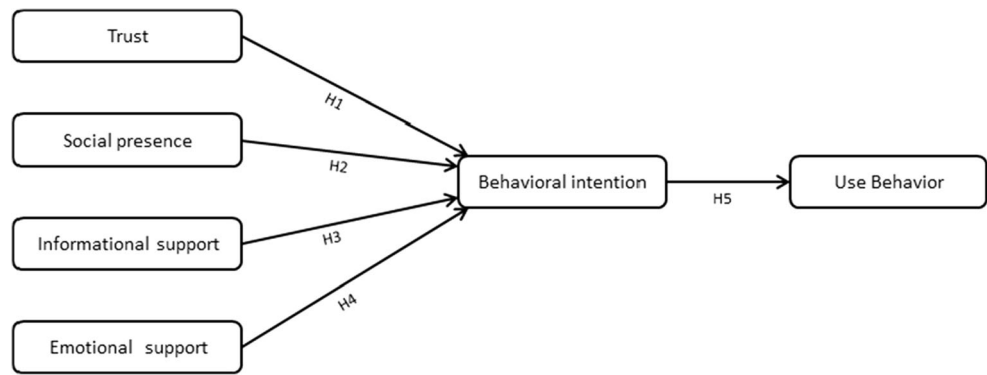 Trust
H1
Social presence
H2
Behavioral intention
H5
Use Behavior
Informational support
H3
Emotional support
H4